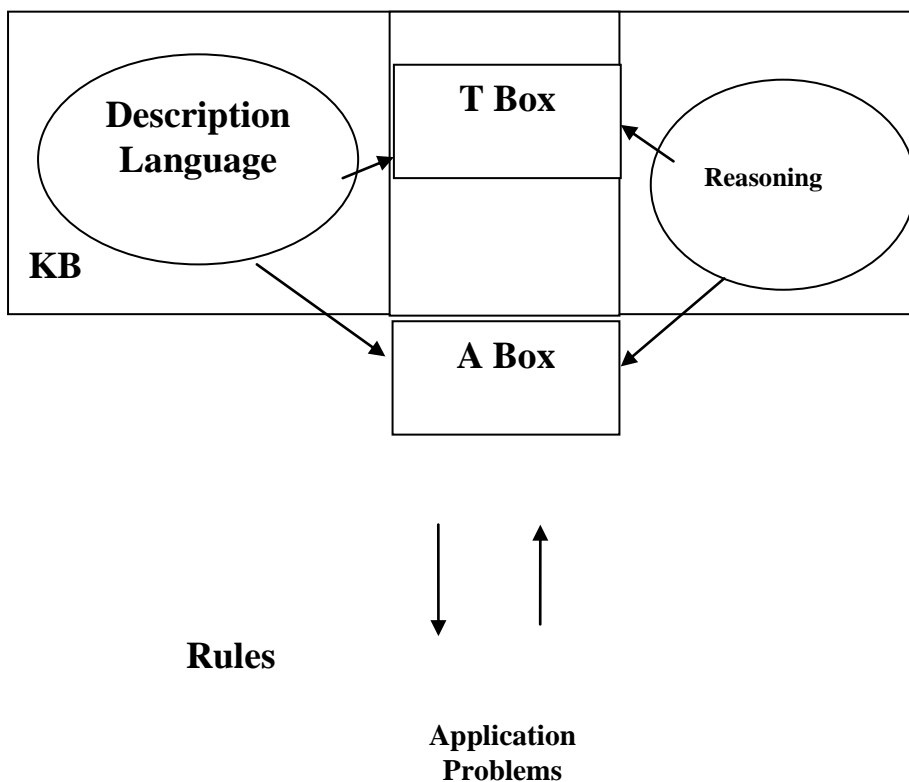 T Box
Description
Language
Reasoning
KB
A Box
Rules
Application
Problems